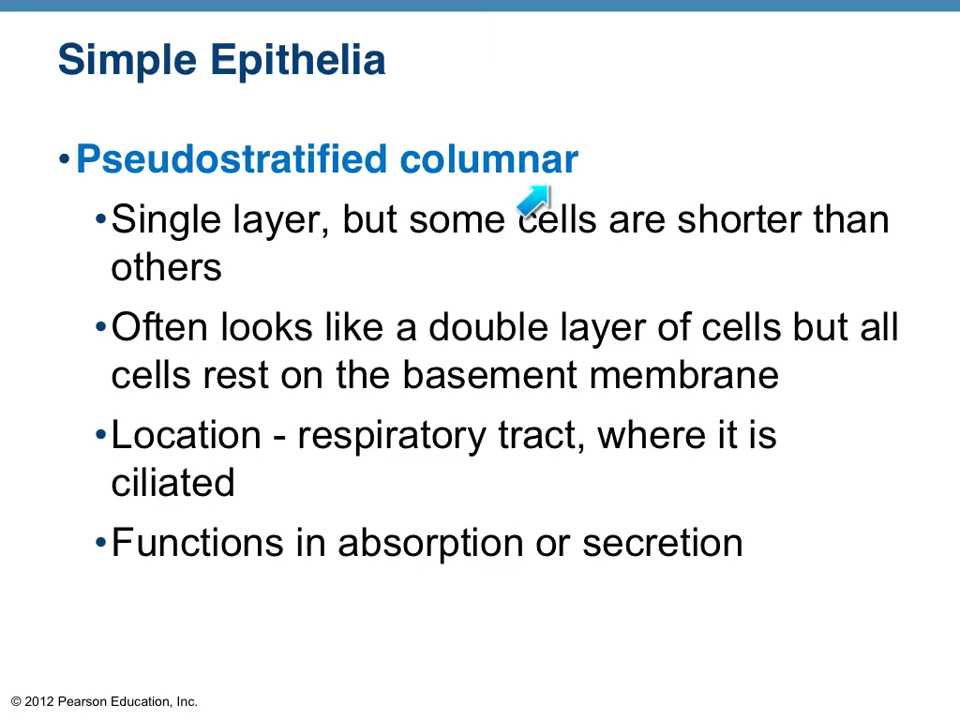 Simple Epithelia
•Pseudostratified columnar
•Single layer, but some cells are shorter than
others
•Often looks like a double layer of cells but all
cells rest on the basement membrane
•Location - respiratory tract, where it is
ciliated
•Functions in absorption or secretion
© 2012 Pearson Education, Inc.